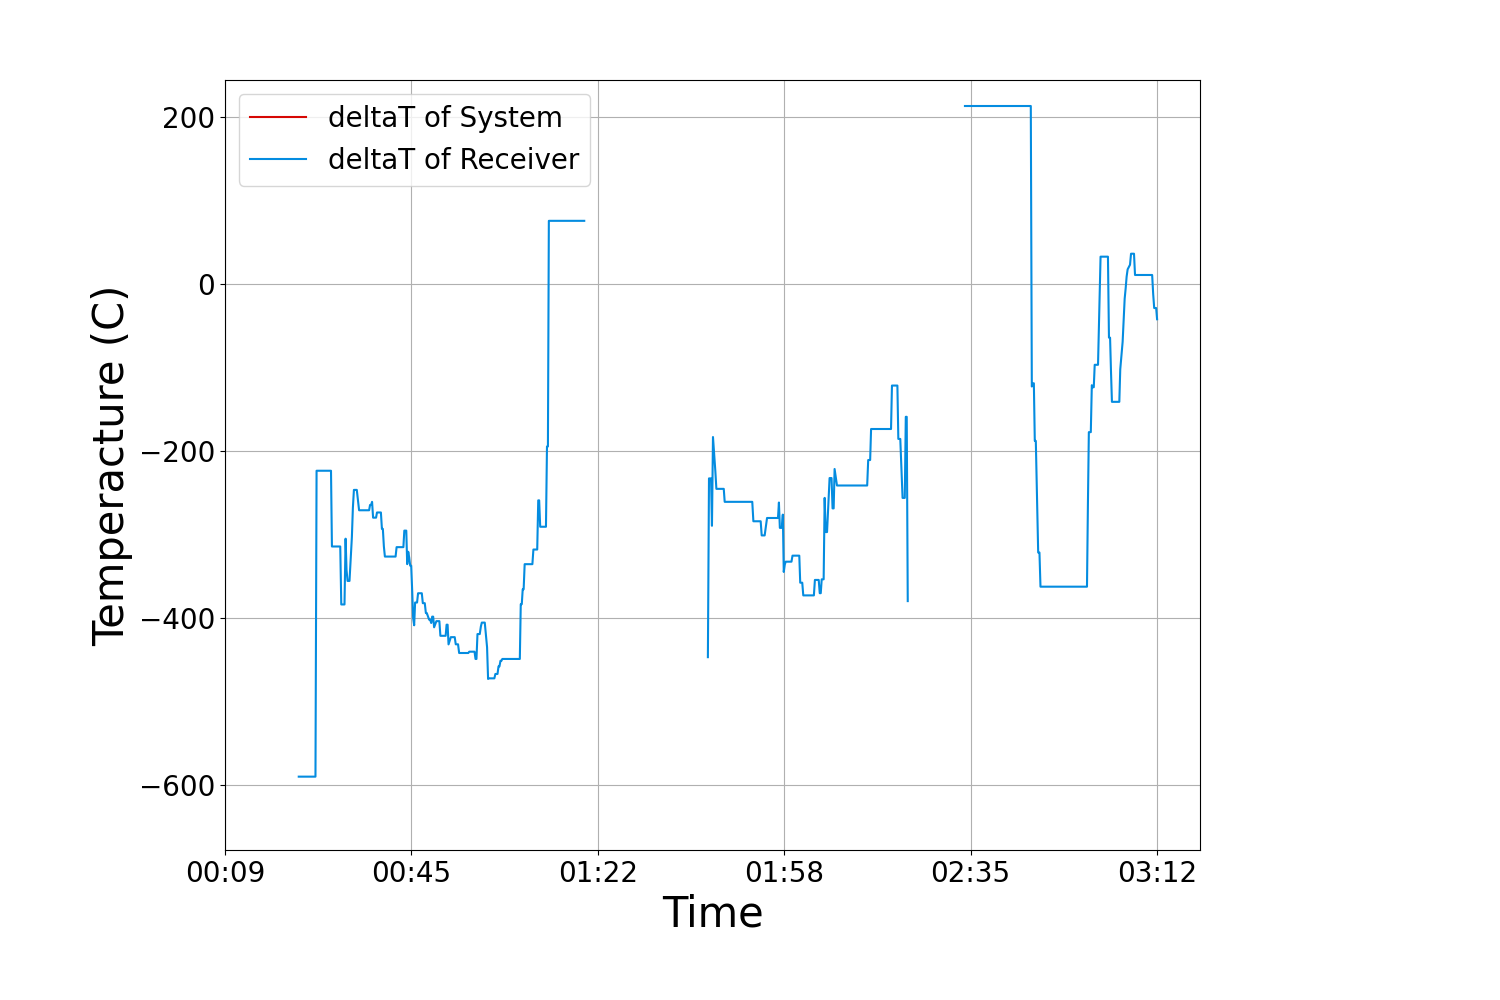 deltaT of System
deltaT of Receiver
200
0
−200
−400
−600
Temperacture (C)
00:09 00:45 01:22 01:58 02:35 03:12
Time